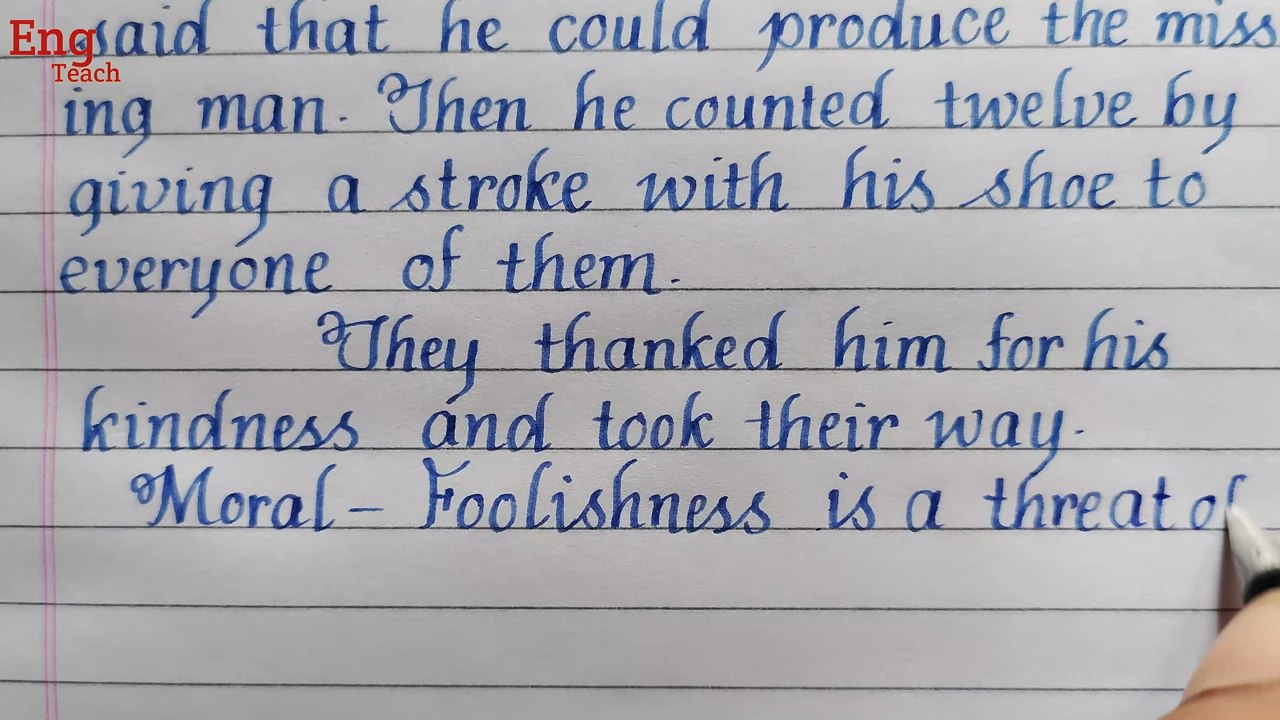 Eng
Teach
said that he could produce the miss
ing man. Then he counted twelve by
giving a stroke with his shoe to
everyone of them.
They thanked him for his
kindness and took their way.
Moral - Foolishness is a threat of